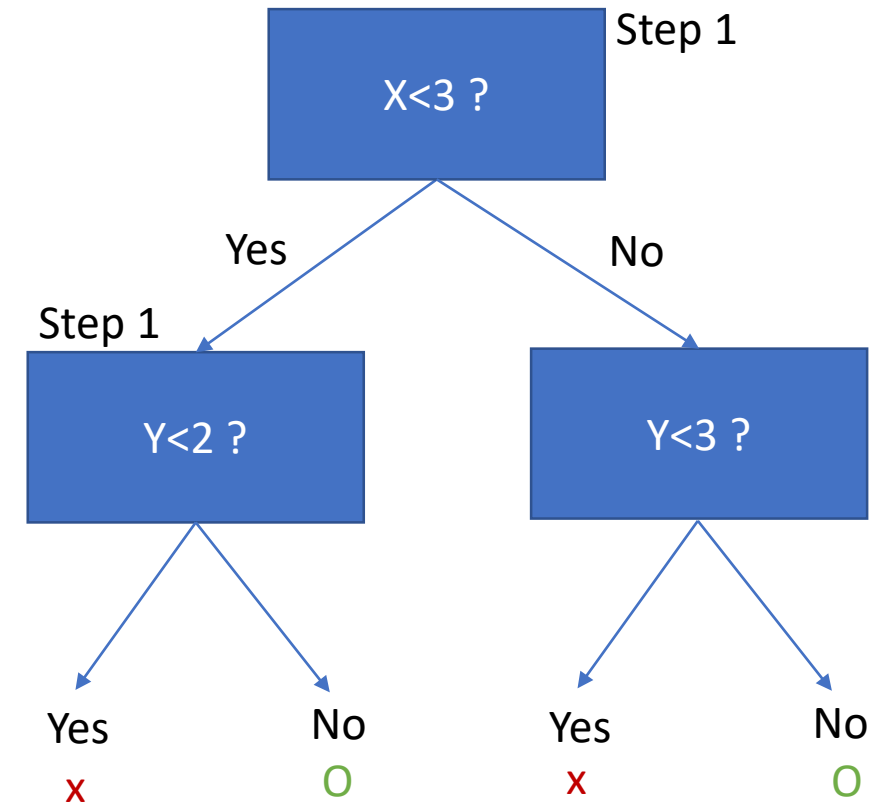 Step 1
X<3 ?
Yes
No
Step 1
Y<2 ?
Y<3 ?
Yes
No
Yes
No
x
O
x
O